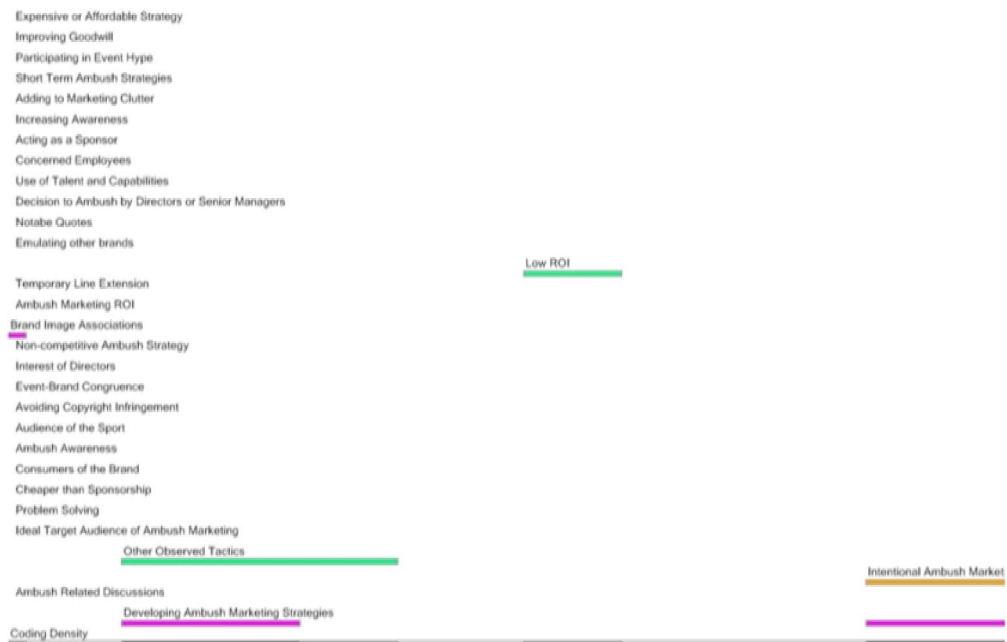 Expensive or Affordable Strategy
Improving Goodwill
Participating in Event Hype
Short Term Ambush Strategies
Adding to Marketing Clutter
Increasing Awareness
Acting as a Sponsor
Concerned Employees
Use of Talent and Capabilities
Decision to Ambush by Directors or Senior Managers
Notabe Quotes
Emulating other brands
Low ROI
Temporary Line Extension
Ambush Marketing ROI
Brand Image Associations
Non-competitive Ambush Strategy
Interest of Directors
Event-Brand Congruence
Avoiding Copyright Infringement
Audience of the Sport
Ambush Awareness
Consumers of the Brand
Cheaper than Sponsorship
Problem Solving
Ideal Target Audience of Ambush Marketing
Other Observed Tactics
Intentional Ambush Market
Ambush Related Discussions
Developing Ambush Marketing Strategies
Coding Density